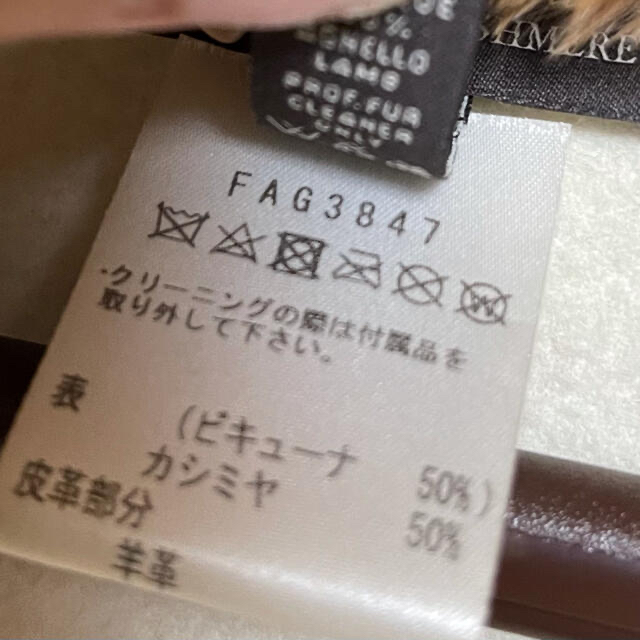 %
LAMB
PROF.FUR
CLEANER
ONLY
SHMERE
FAG3847
・クリーニングの際は付属品を
取り外して下さい。
表
(ピキューナ 50%)
カシミヤ 50%
皮革部分
羊革